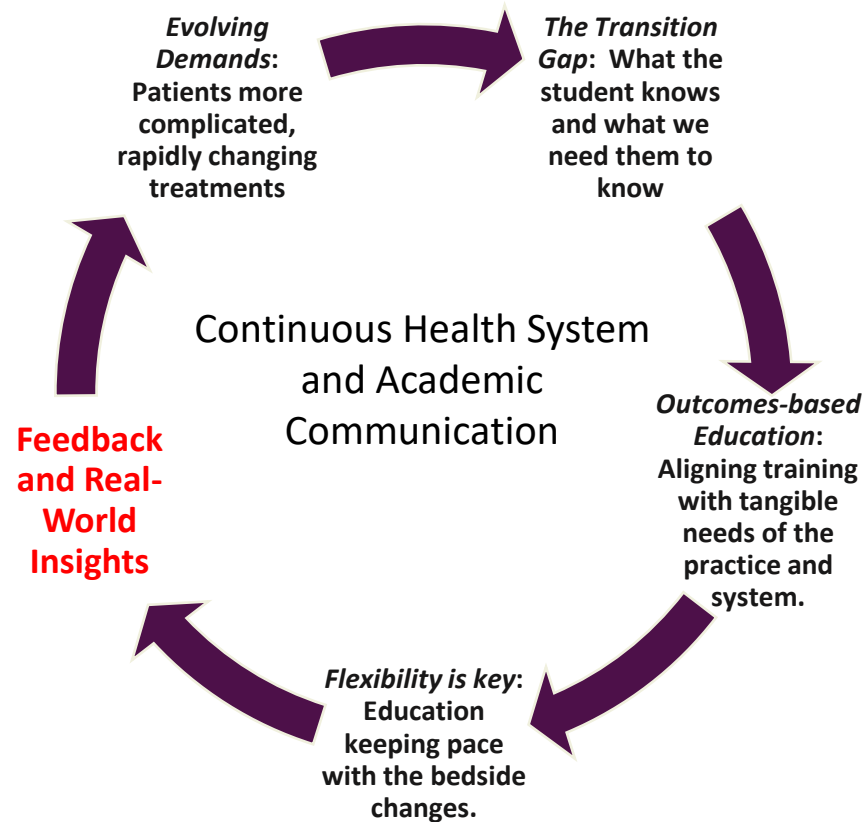 Evolving
Demands:
Patients more
complicated,
rapidly changing
treatments
The Transition
Gap: What the
student knows
and what we
need them to
know
Outcomes-based
Education:
Aligning training
with tangible
needs of the
practice and
system.
Flexibility is key:
Education
keeping pace
with the bedside
changes.
Feedback
and Real-
World
Insights
Continuous Health System
and Academic
Communication